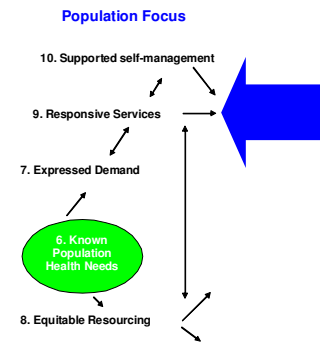 Population Focus
10. Supported self-management
9. Responsive Services
7. Expressed Demand
6. Known
Population
Health Needs
8. Equitable Resourcing